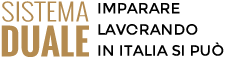 SISTEMA
DUALE
IMPARARE
LAVORANDO
IN ITALIA SI PUÒ